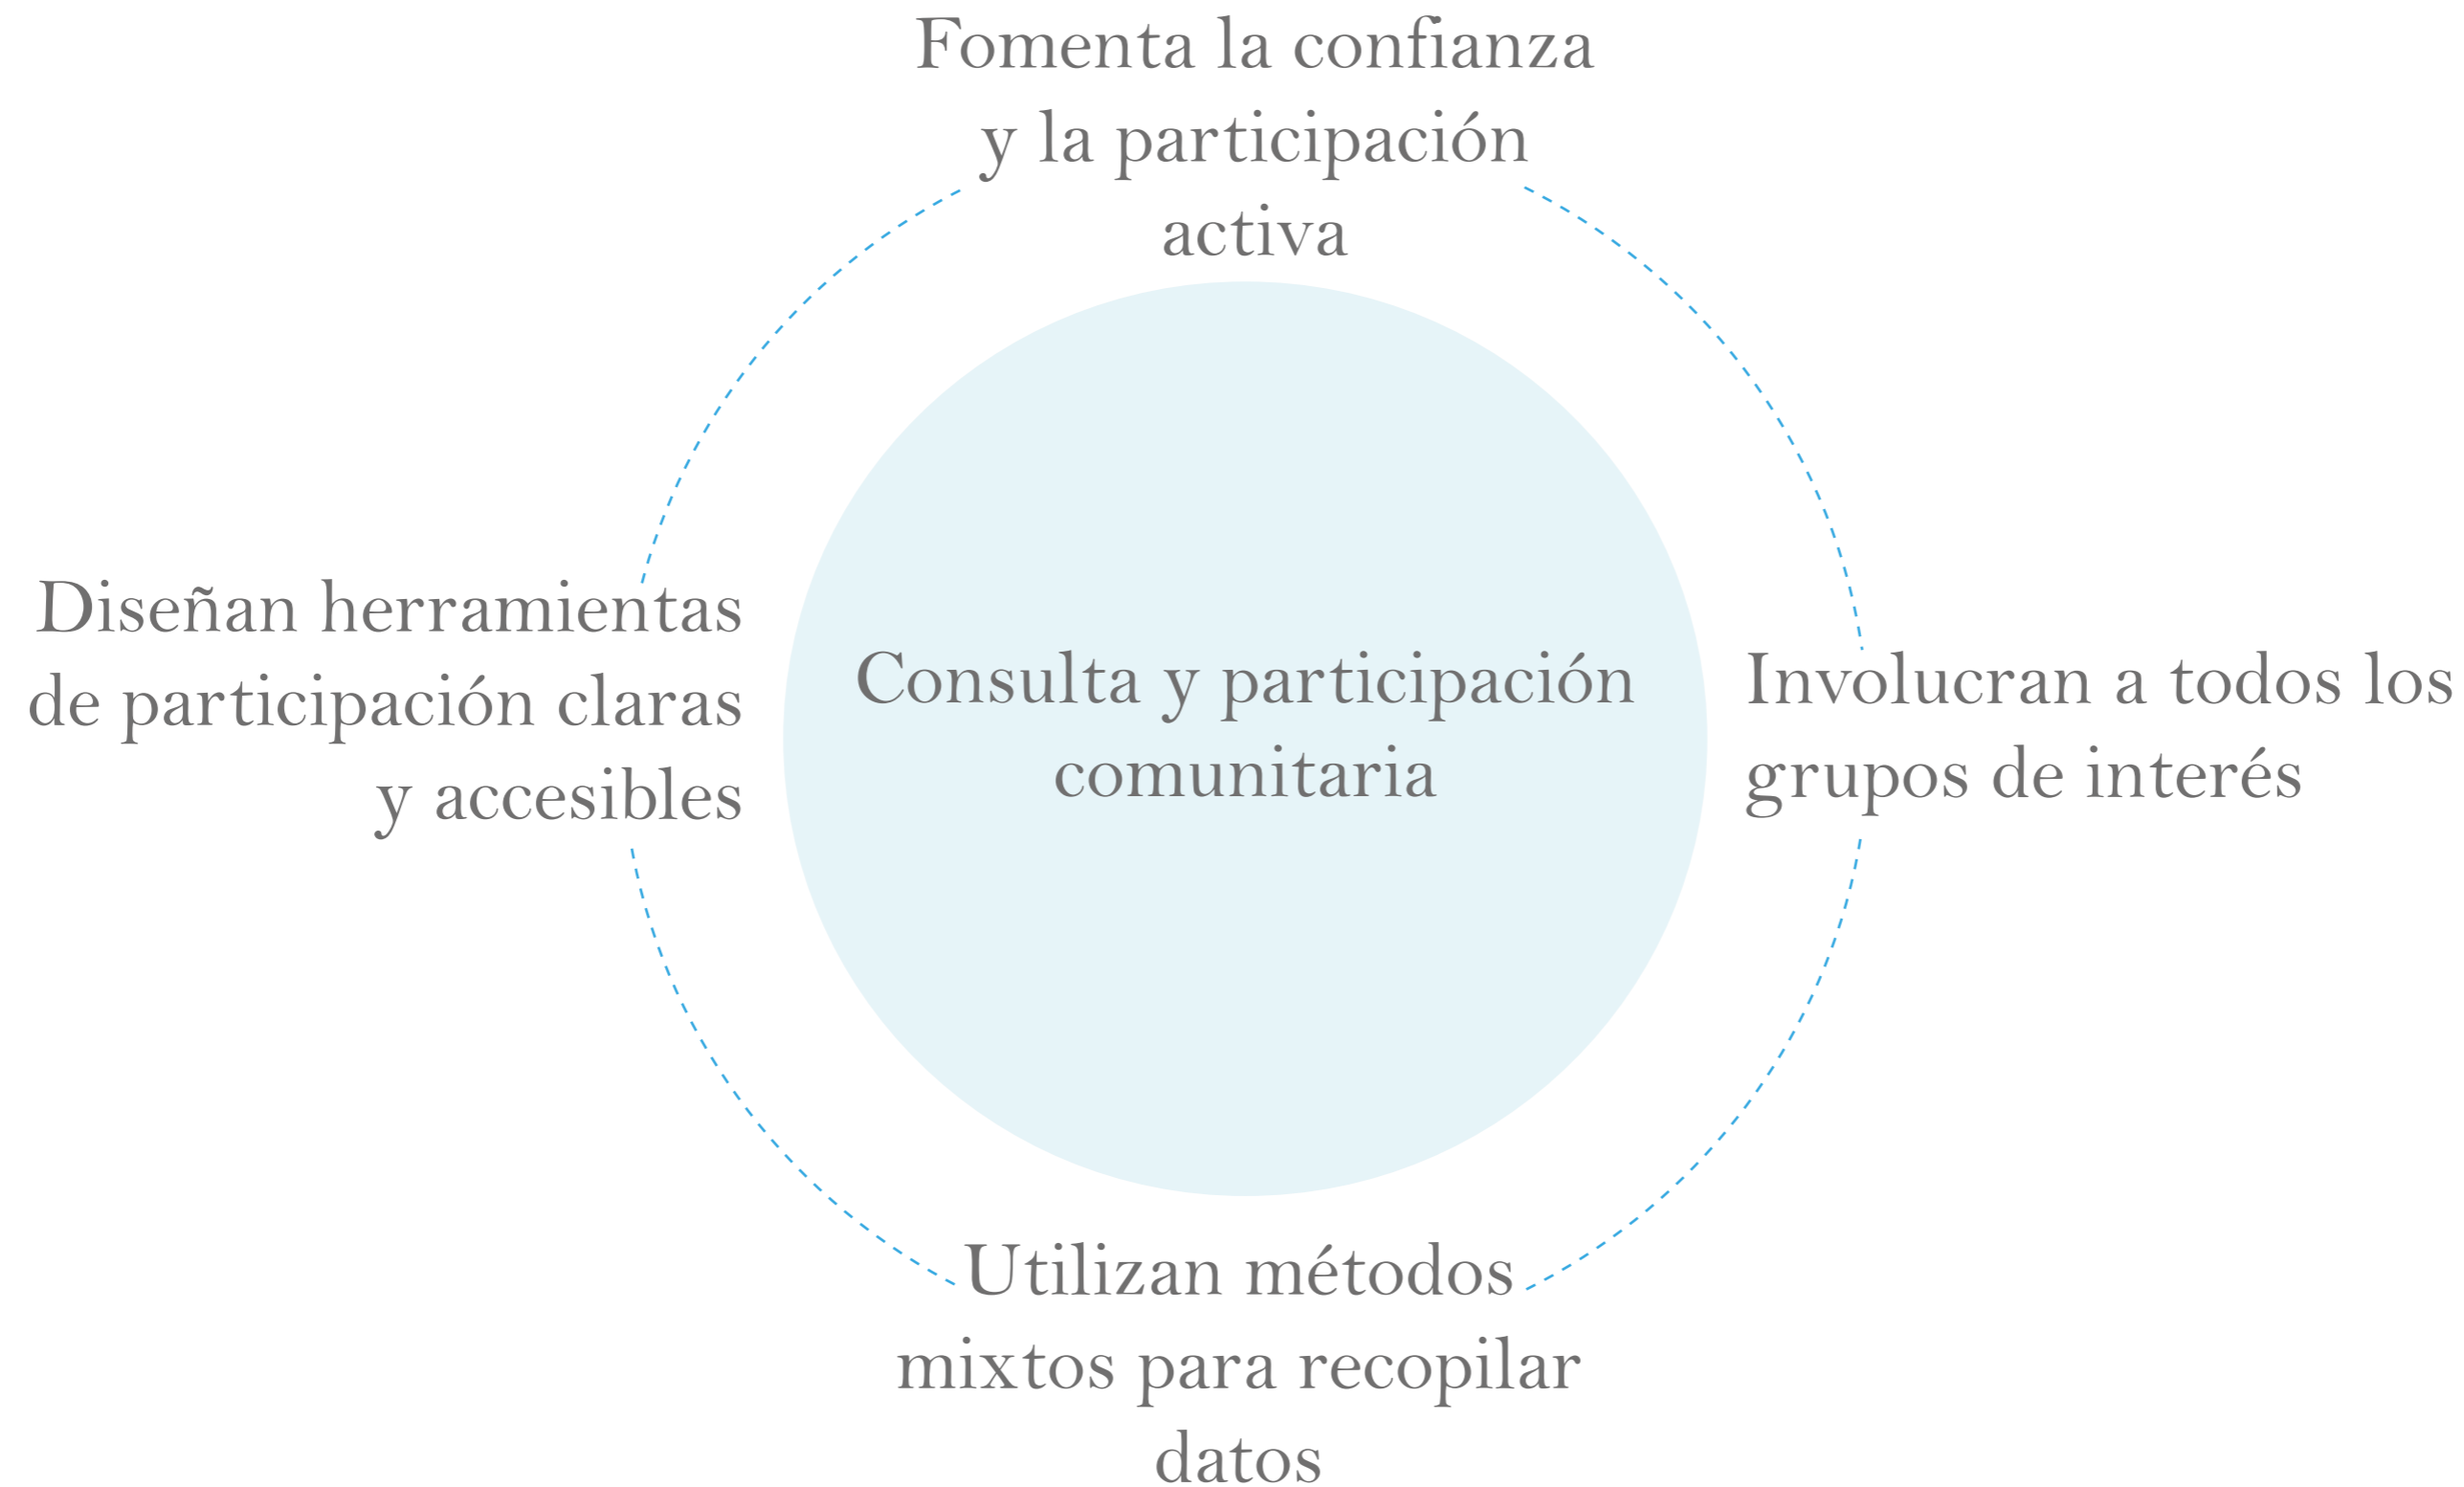 Fomenta la confianza
y la participación
activa
Diseñan herramientas
de participación claras
y accesibles
Consulta y participación
comunitaria
Involucran a todos los
grupos de interés
Utilizan métodos
mixtos para recopilar
datos